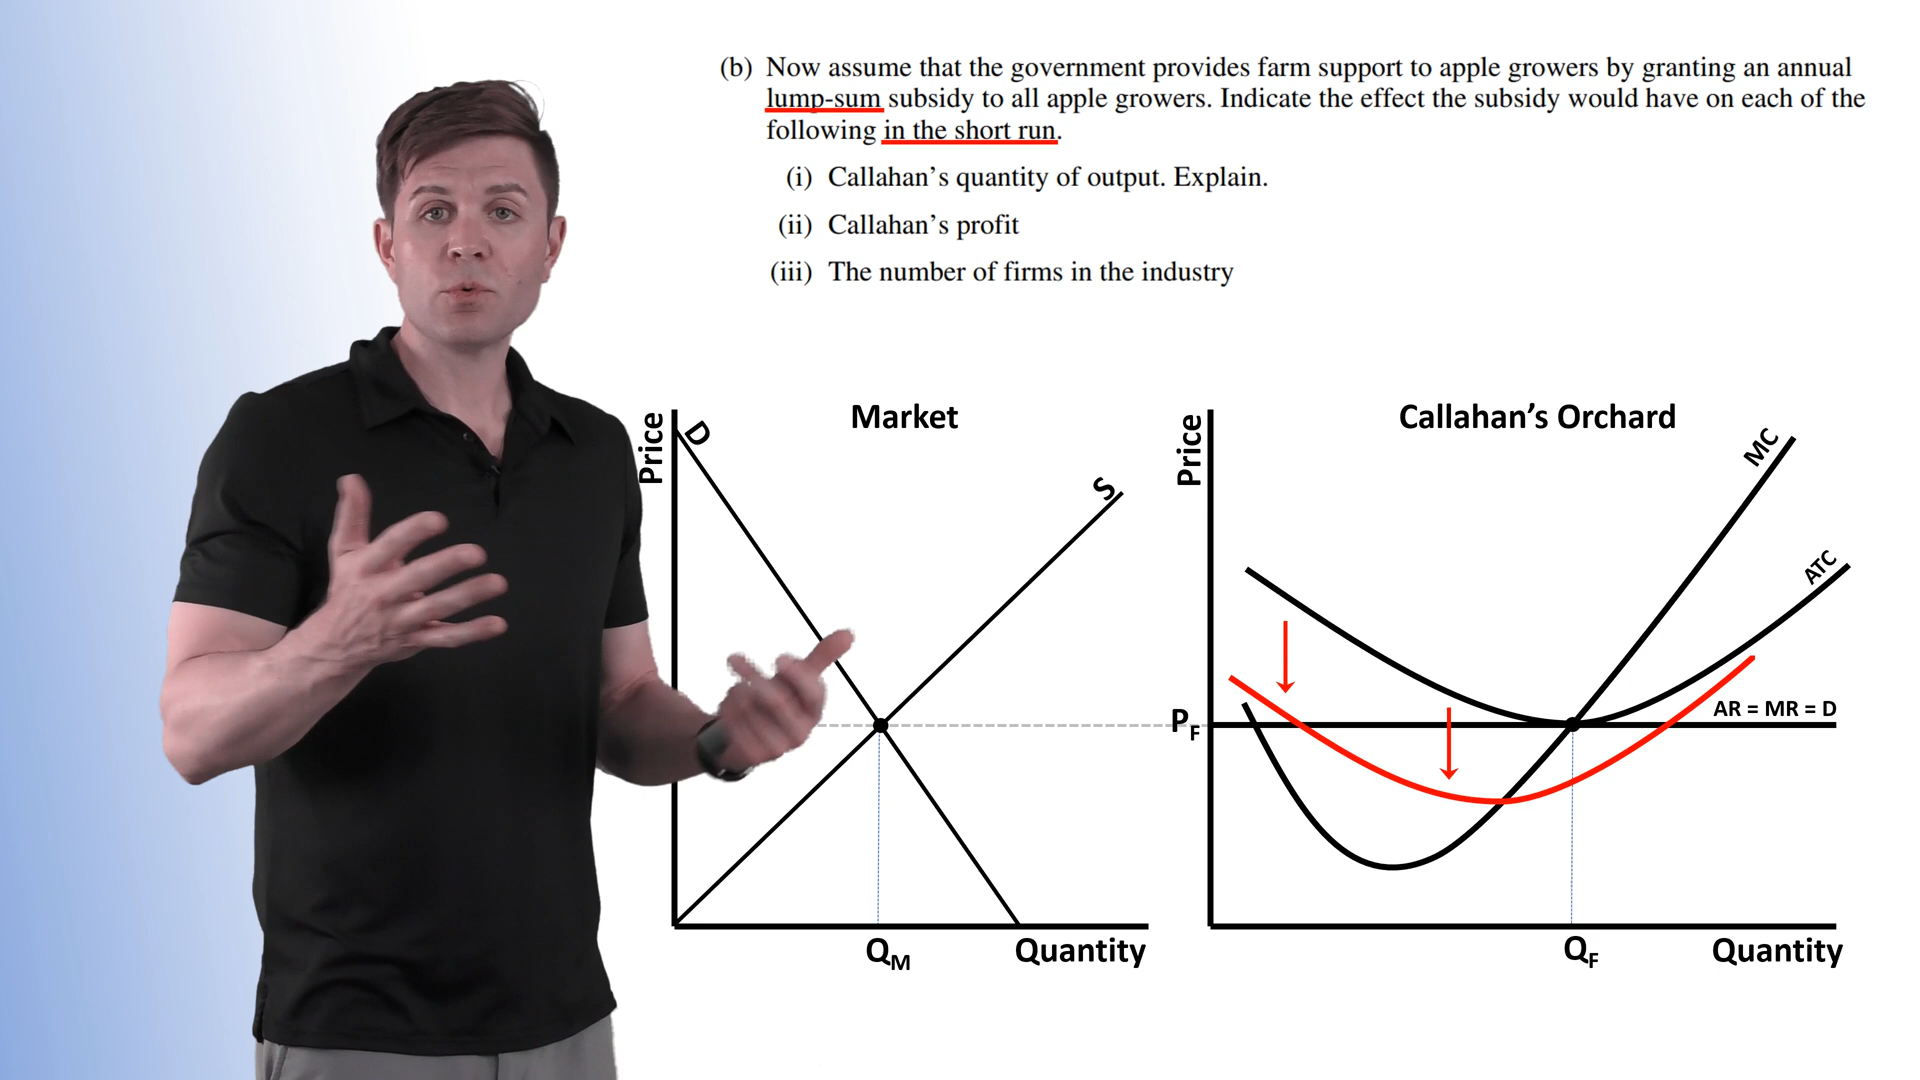 (b) Now assume that the government provides farm support to apple growers by granting an annual
lump-sum subsidy to all apple growers. Indicate the effect the subsidy would have on each of the
following in the short run.
(i) Callahan’s quantity of output. Explain.
(ii) Callahan’s profit
(iii) The number of firms in the industry
Market
Price
D
S
QM
Quantity
Callahan’s Orchard
Price
MC
ATC
AR = MR = D
PF
QF
Quantity